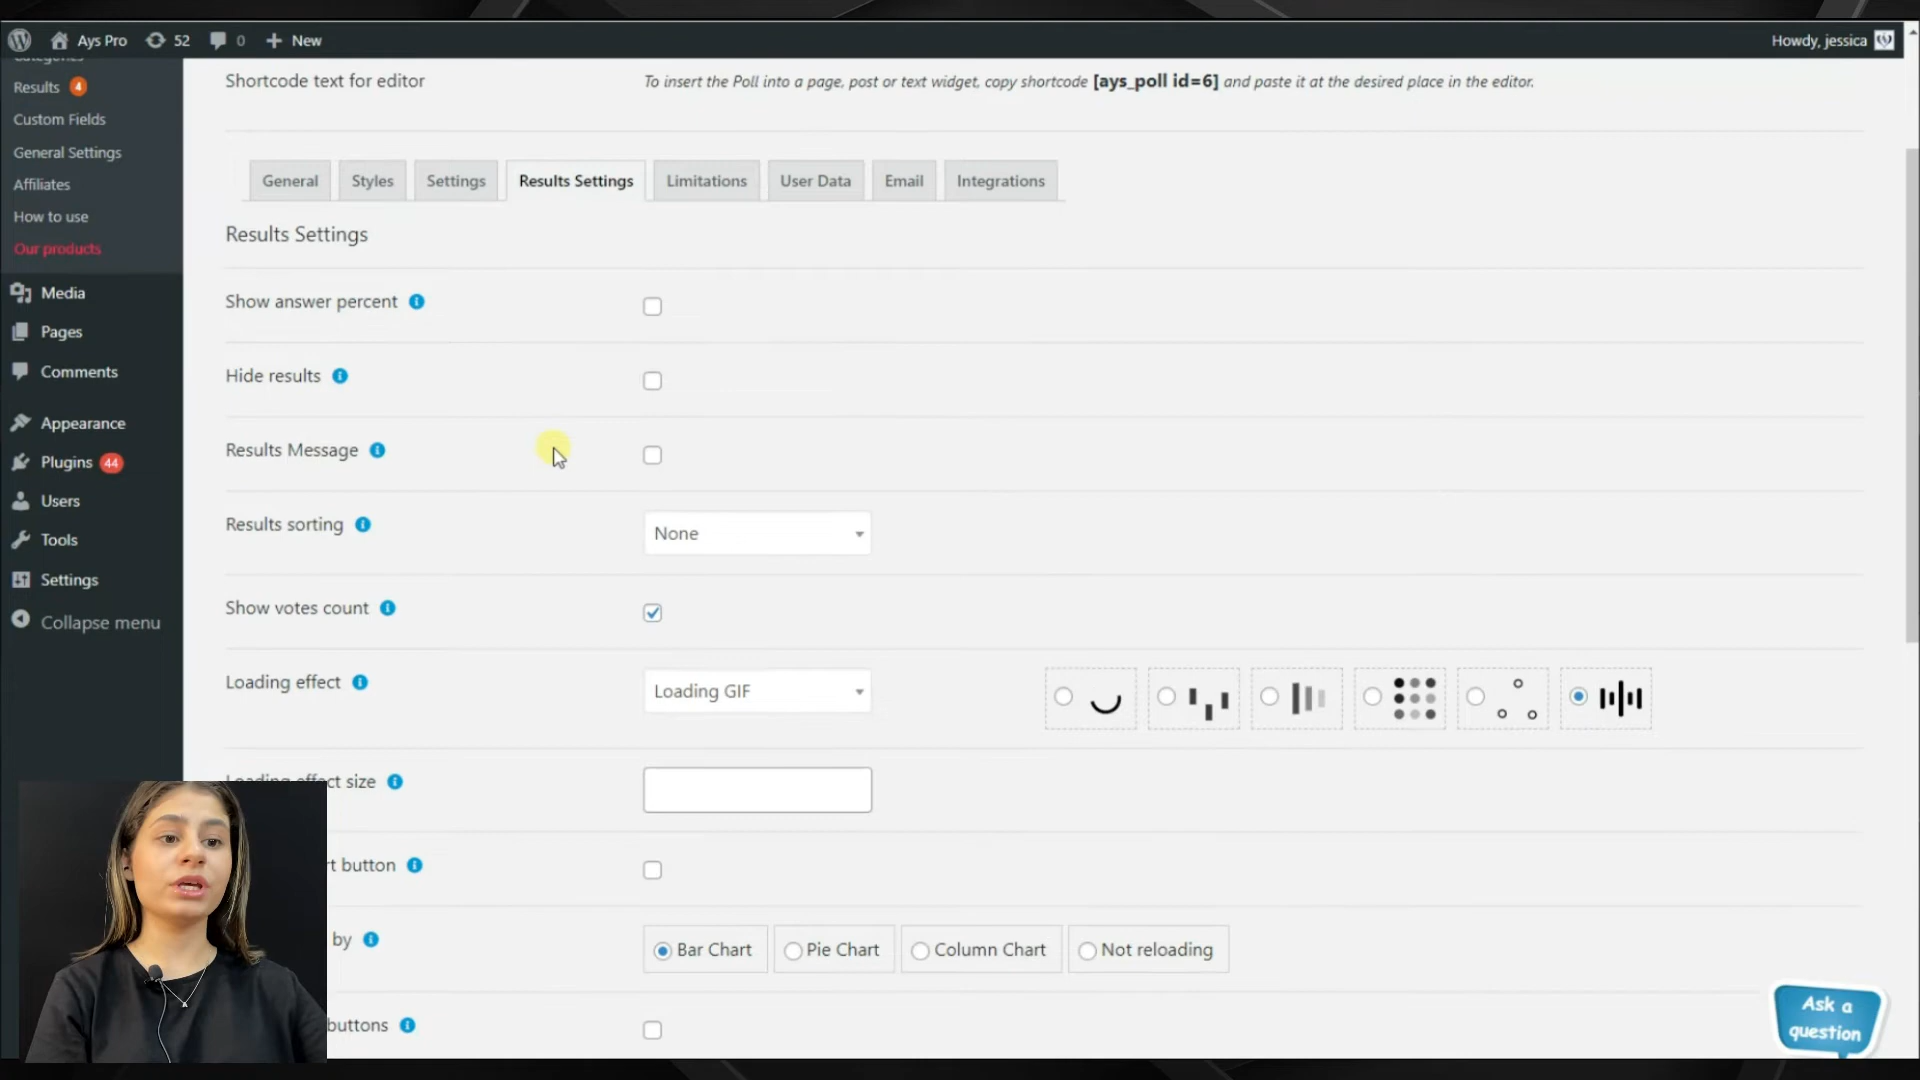 Ays Pro 52 0 New Howdy, jessica
Results 4
Custom Fields
General Settings
Affiliates
How to use
Our products
Media
Pages
Comments
Appearance
Plugins 44
Users
Tools
Settings
Collapse menu
Shortcode text for editor
To insert the Poll into a page, post or text widget, copy shortcode [ays_poll id=6] and paste it at the desired place in the editor.
General Styles Settings Results Settings Limitations User Data Email Integrations
Results Settings
Show answer percent
Hide results
Results Message
Results sorting None
Show votes count
Loading effect Loading GIF
effect size
button
by Bar Chart Pie Chart Column Chart Not reloading
buttons
Ask a
question